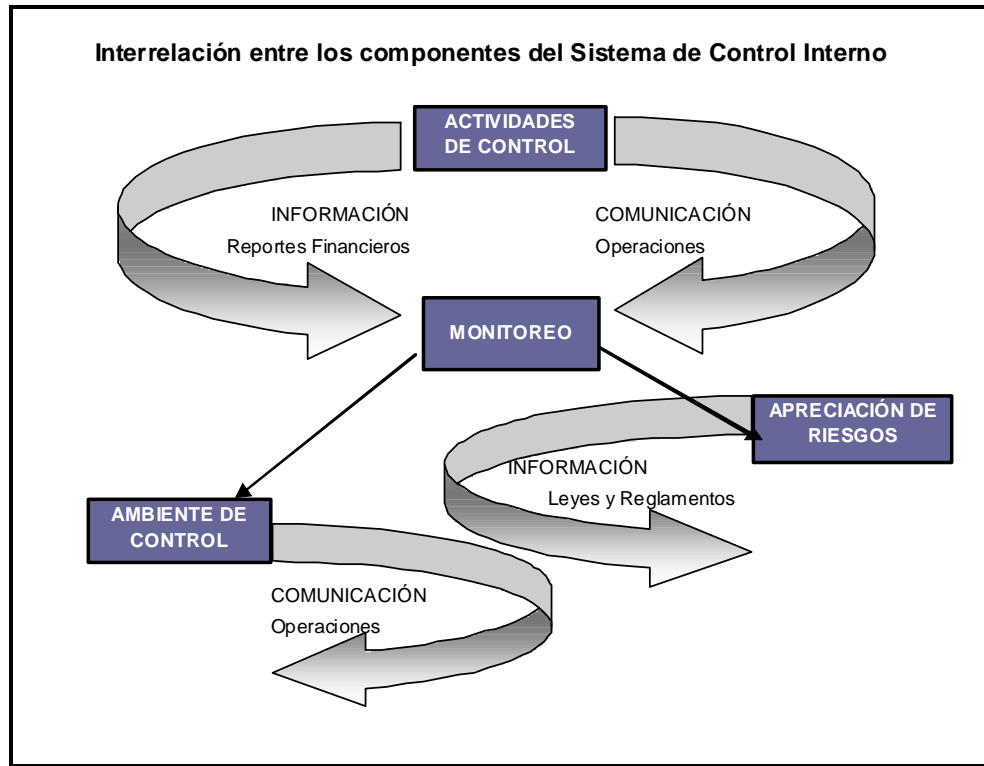 Interrelación entre los componentes del Sistema de Control Interno
ACTIVIDADES
DE CONTROL
INFORMACIÓN
Reportes Financieros
COMUNICACIÓN
Operaciones
MONITOREO
APRECIACIÓN DE
RIESGOS
INFORMACIÓN
Leyes y Reglamentos
AMBIENTE DE
CONTROL
COMUNICACIÓN
Operaciones